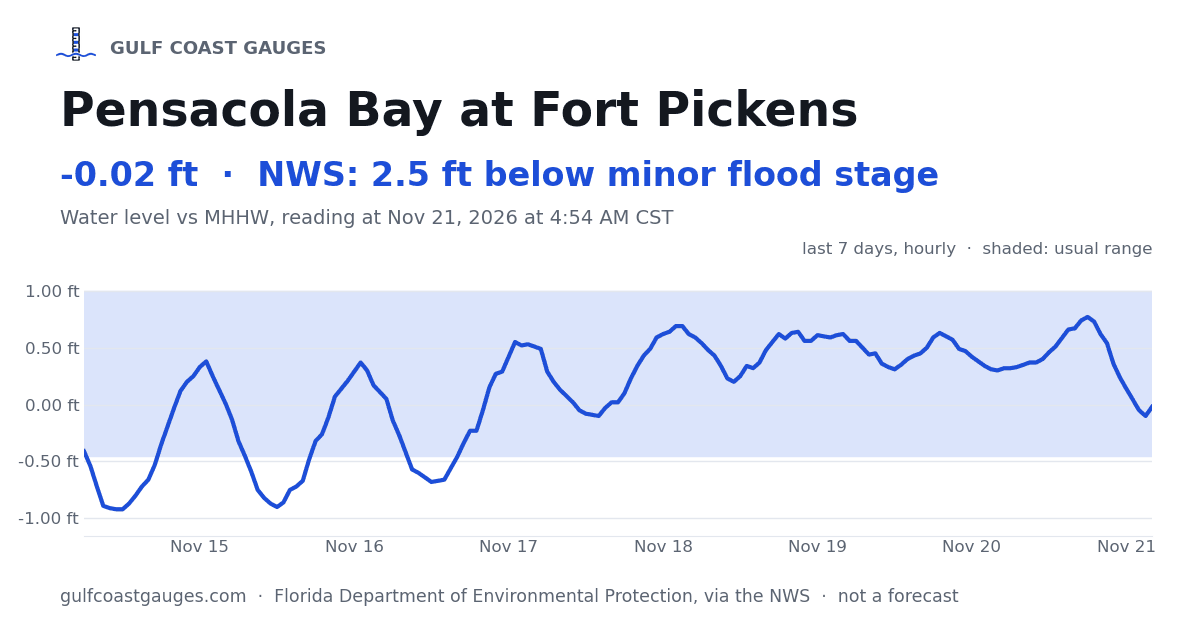 GULF COAST GAUGES
Pensacola Bay at Fort Pickens
-0.02 ft · NWS: 2.5 ft below minor flood stage
Water level vs MHHW, reading at Nov 21, 2026 at 4:54 AM CST
last 7 days, hourly · shaded: usual range
1.00 ft
0.50 ft
0.00 ft
-0.50 ft
-1.00 ft
Nov 15 Nov 16 Nov 17 Nov 18 Nov 19 Nov 20 Nov 21
gulfcoastgauges.com · Florida Department of Environmental Protection, via the NWS · not a forecast